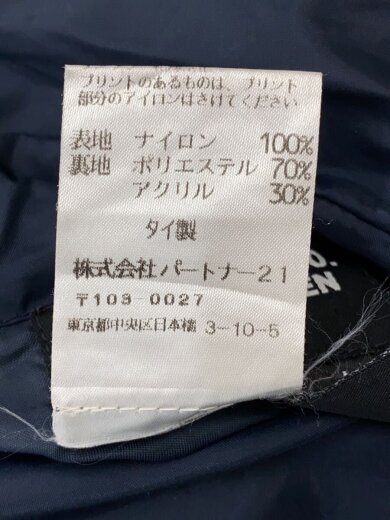 プリントのあるものは、プリント
部分のアイロンはさけてください
表地 ナイロン 100%
裏地 ポリエステル 70%
アクリル 30%
タイ製
株式会社パートナー21
〒103-0027
東京都中央区日本橋 3-10-5